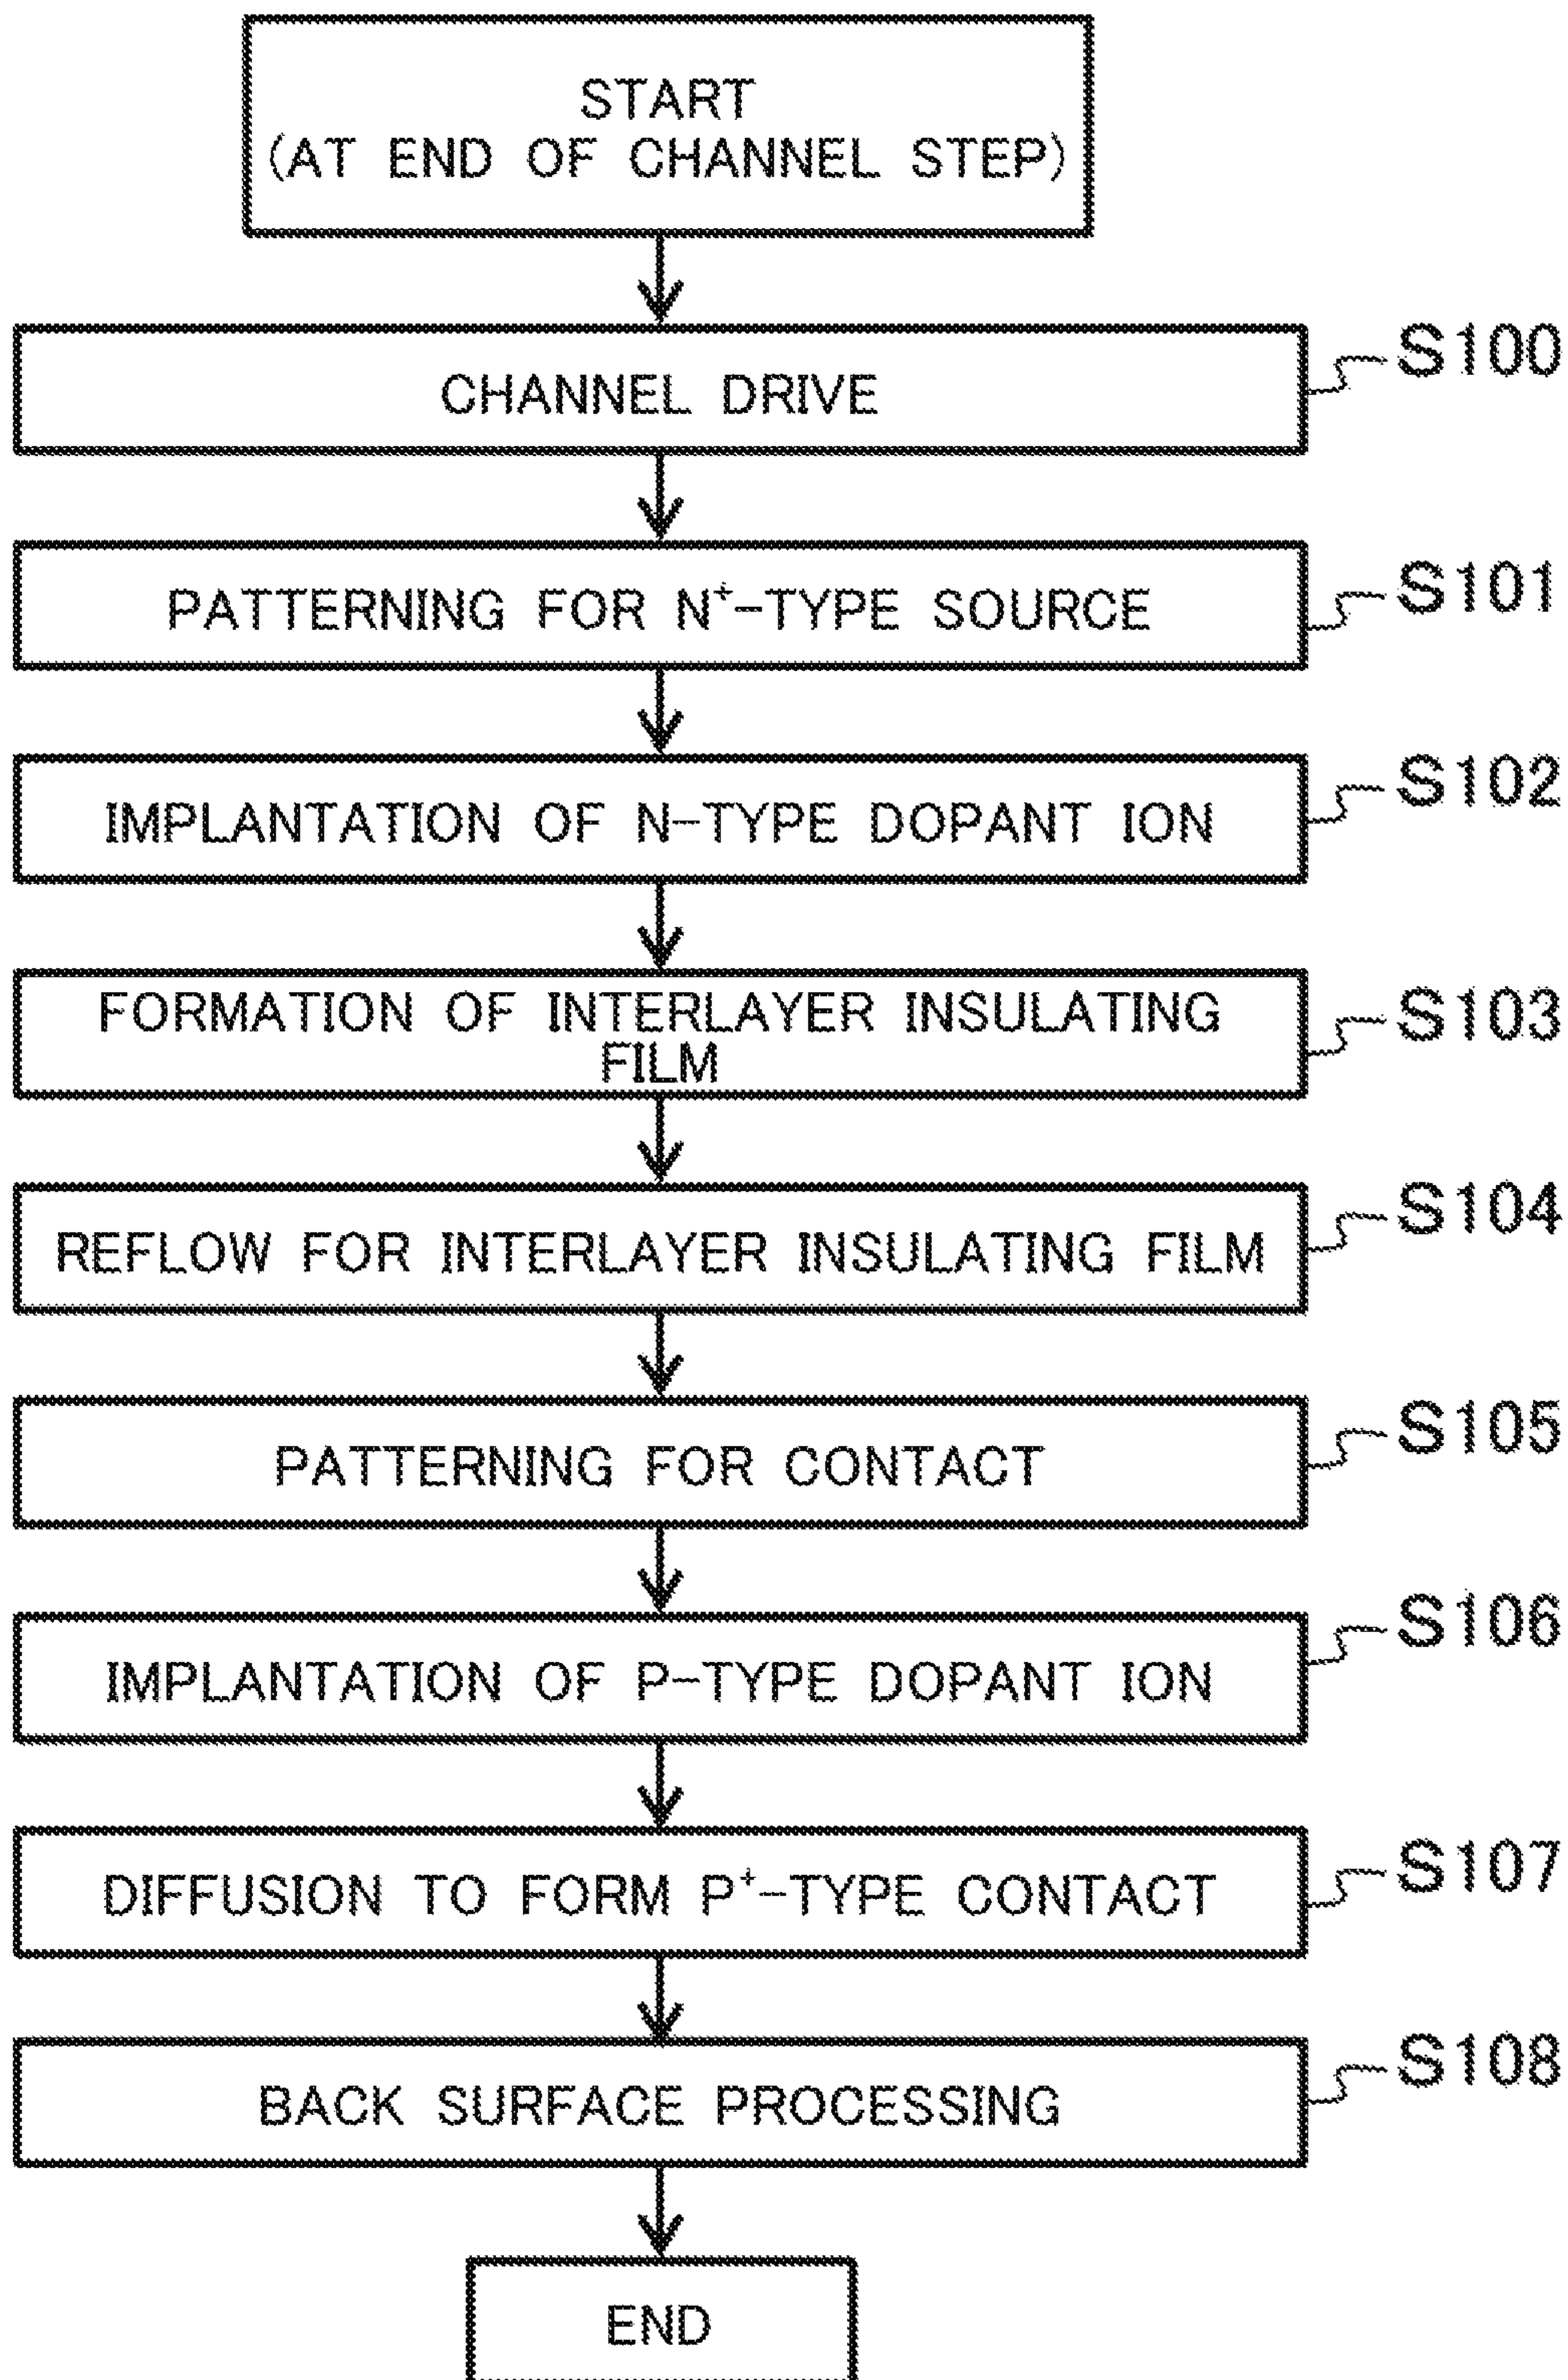 START
(AT END OF CHANNEL STEP)
CHANNEL DRIVE
S100
PATTERNING FOR N⁺-TYPE SOURCE
S101
IMPLANTATION OF N-TYPE DOPANT ION
S102
FORMATION OF INTERLAYER INSULATING
FILM
S103
REFLOW FOR INTERLAYER INSULATING FILM
S104
PATTERNING FOR CONTACT
S105
IMPLANTATION OF P-TYPE DOPANT ION
S106
DIFFUSION TO FORM P⁺-TYPE CONTACT
S107
BACK SURFACE PROCESSING
S108
END